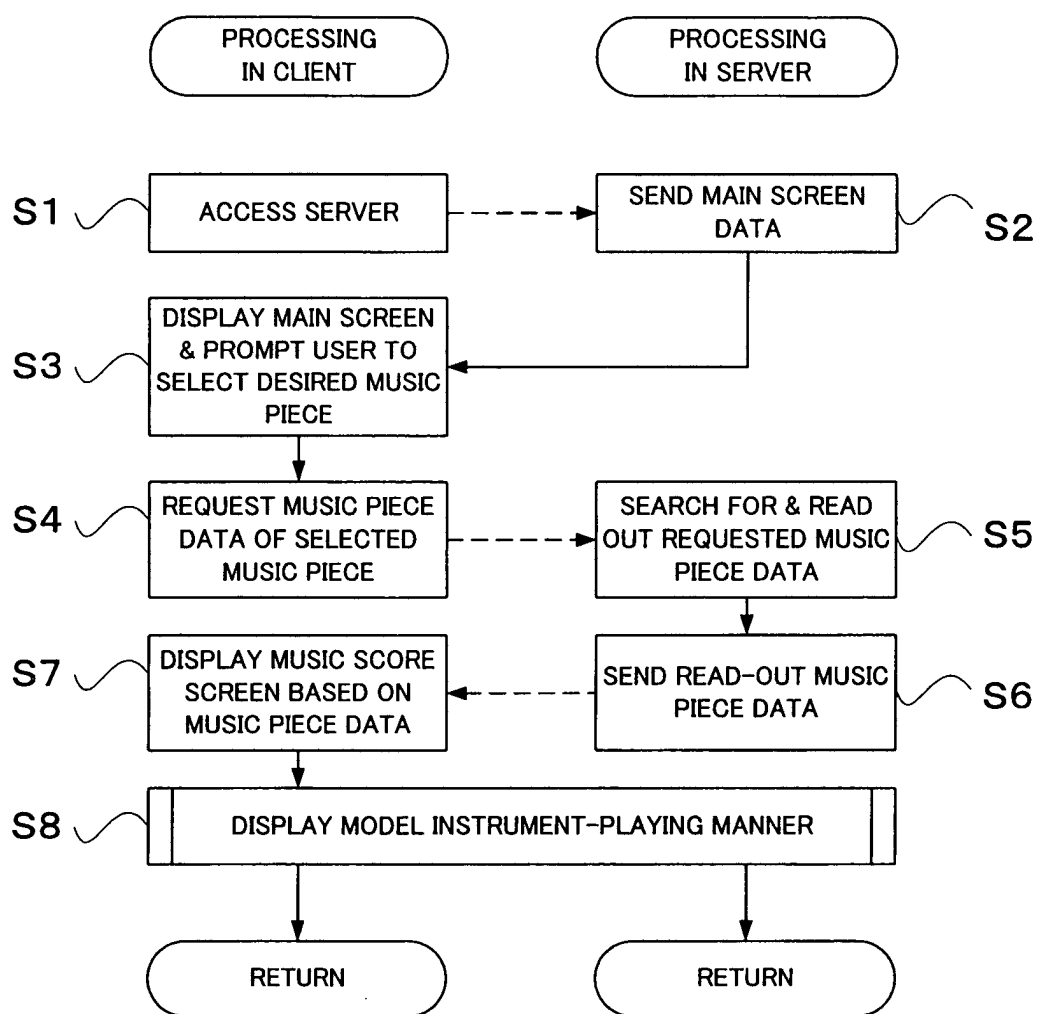 PROCESSING
IN CLIENT
PROCESSING
IN SERVER
S1
ACCESS SERVER
SEND MAIN SCREEN
DATA
S2
S3
DISPLAY MAIN SCREEN
& PROMPT USER TO
SELECT DESIRED MUSIC
PIECE
S4
REQUEST MUSIC PIECE
DATA OF SELECTED
MUSIC PIECE
SEARCH FOR & READ
OUT REQUESTED MUSIC
PIECE DATA
S5
S7
DISPLAY MUSIC SCORE
SCREEN BASED ON
MUSIC PIECE DATA
SEND READ-OUT MUSIC
PIECE DATA
S6
S8
DISPLAY MODEL INSTRUMENT-PLAYING MANNER
RETURN
RETURN